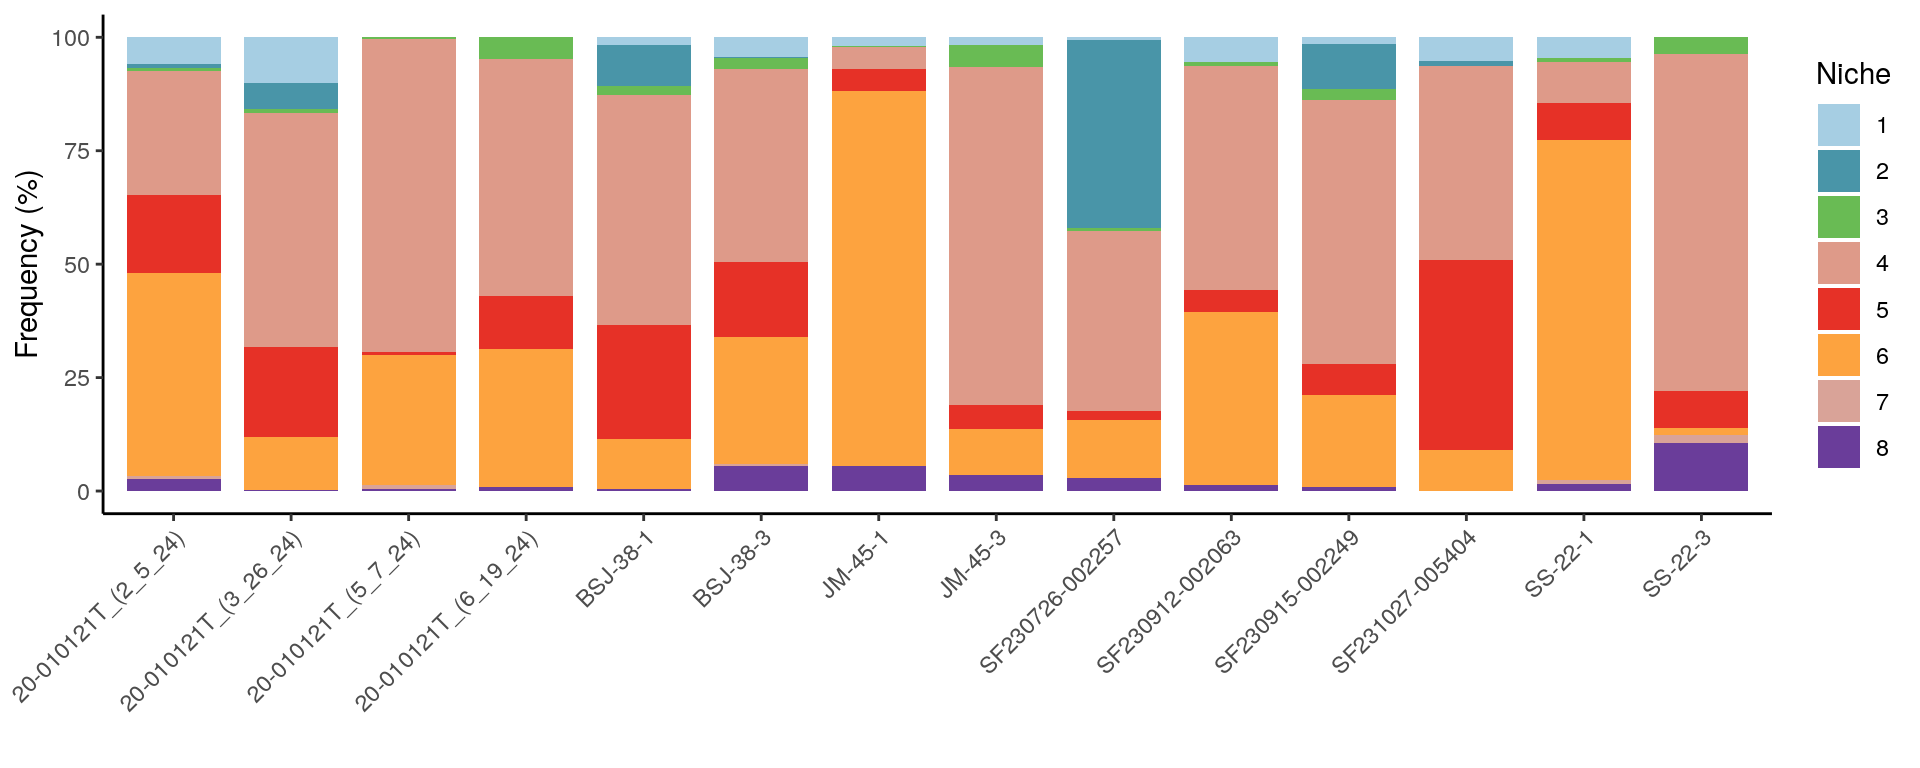 Frequency (%)
100
75
50
25
0
20-010121T_(2_5_24)
20-010121T_(3_26_24)
20-010121T_(5_7_24)
20-010121T_(6_19_24)
BSJ-38-1
BSJ-38-3
JM-45-1
JM-45-3
SF230726-002257
SF230912-002063
SF230915-002249
SF231027-005404
SS-22-1
SS-22-3
Niche
1
2
3
4
5
6
7
8